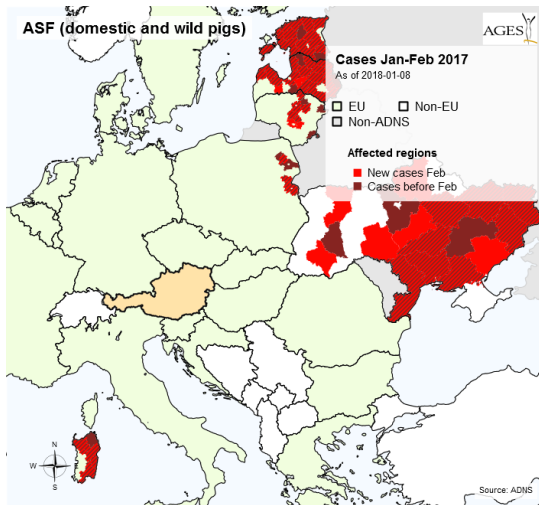 ASF (domestic and wild pigs)
AGES
Cases Jan-Feb 2017
As of 2018-01-08
EU Non-EU
Non-ADNS
Affected regions
New cases Feb
Cases before Feb
N
W E
S
Source: ADNS